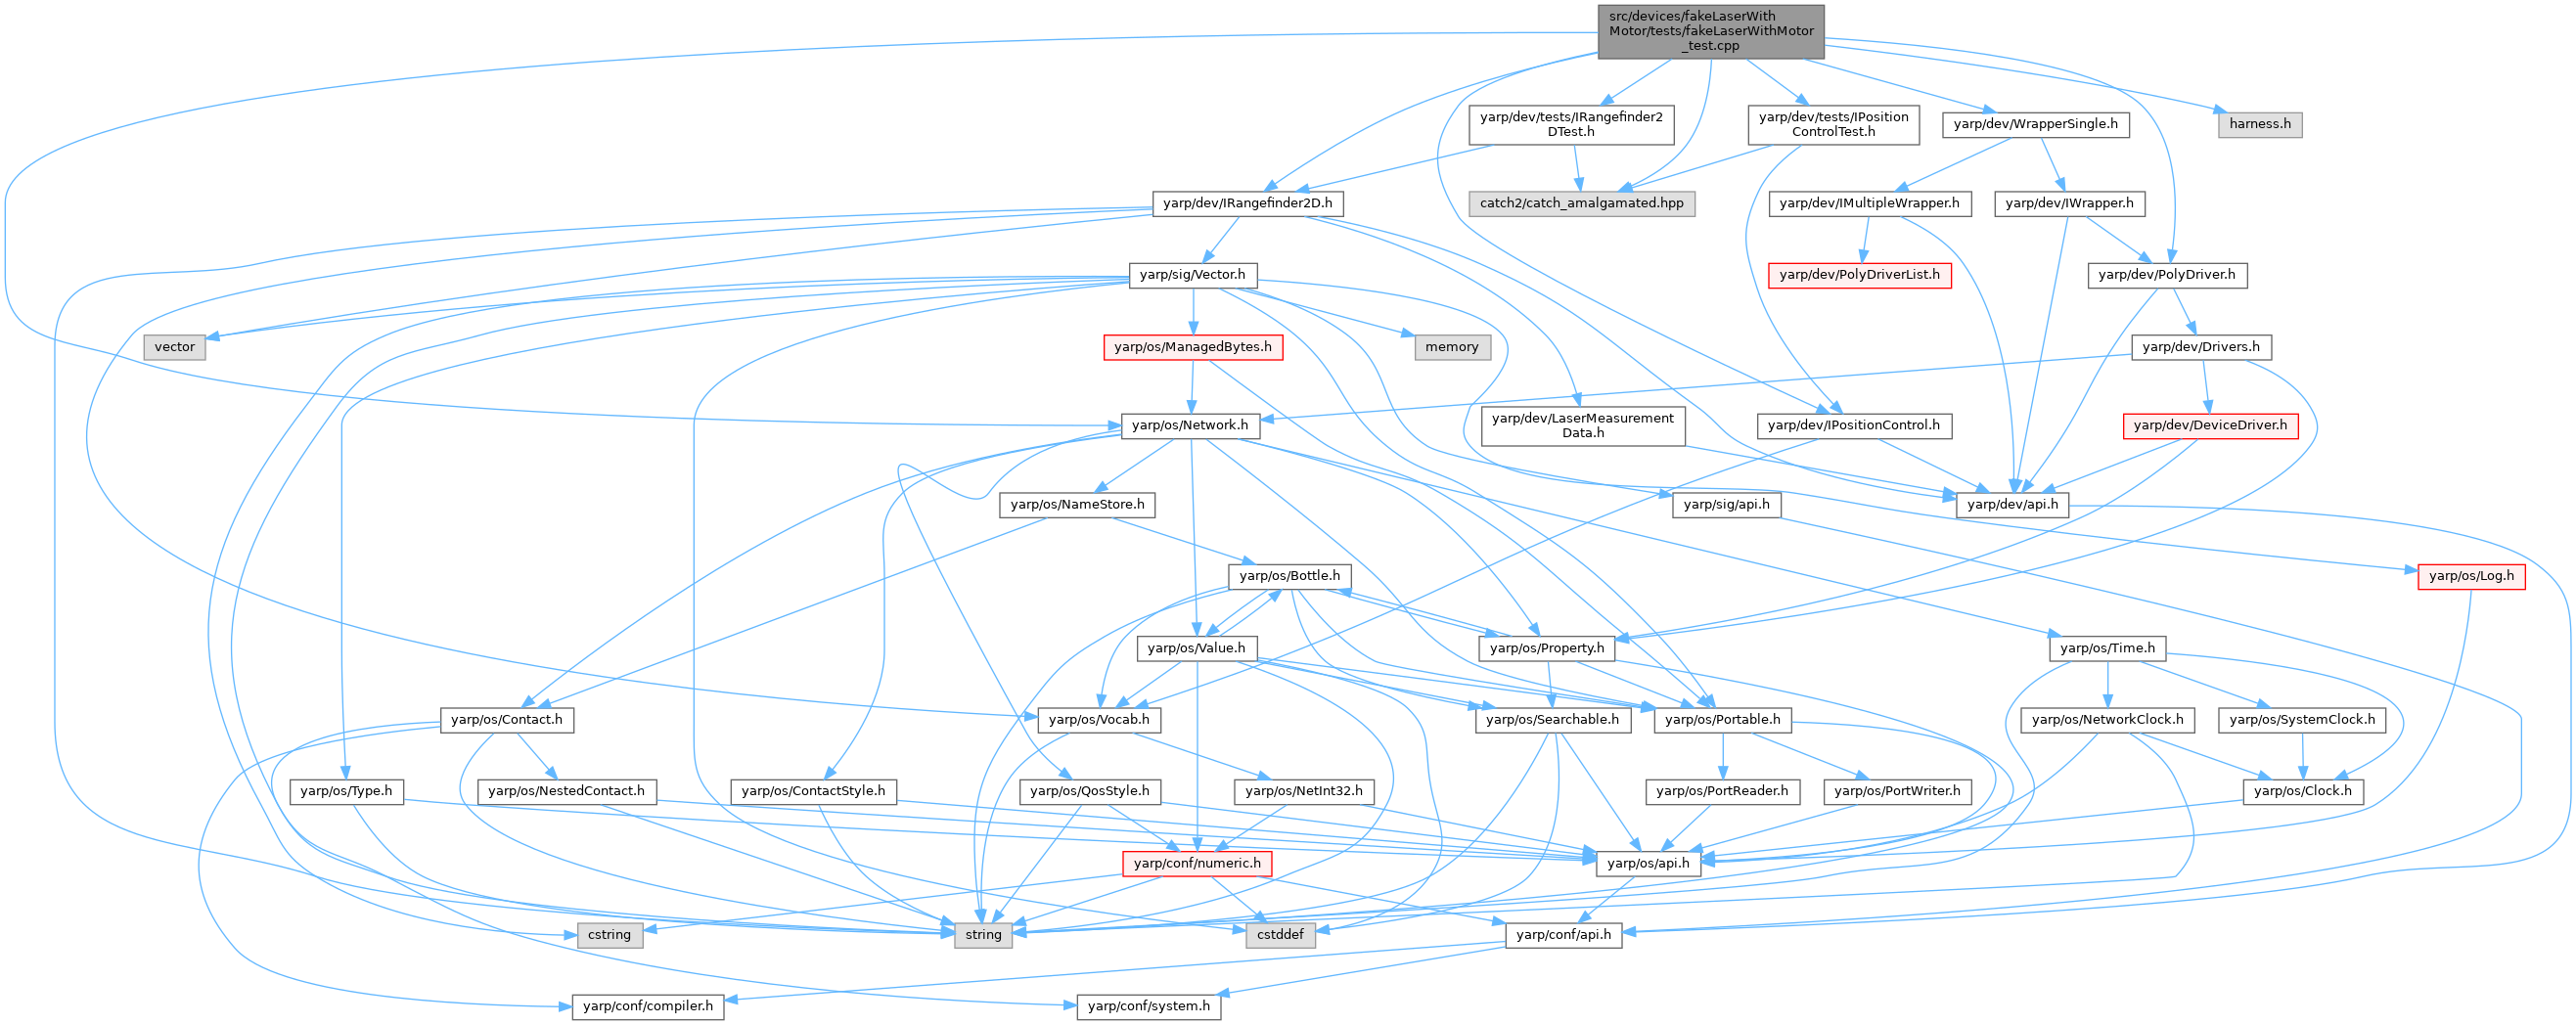 src/devices/fakeLaserWith
Motor/tests/fakeLaserWithMotor
_test.cpp
yarp/dev/tests/IRangefinder2
DTest.h
yarp/dev/tests/IPosition
ControlTest.h
yarp/dev/WrapperSingle.h
harness.h
yarp/dev/IRangefinder2D.h
catch2/catch_amalgamated.hpp
yarp/dev/IMultipleWrapper.h
yarp/dev/IWrapper.h
yarp/sig/Vector.h
yarp/dev/PolyDriverList.h
yarp/dev/PolyDriver.h
vector
yarp/os/ManagedBytes.h
memory
yarp/dev/Drivers.h
yarp/os/Network.h
yarp/dev/LaserMeasurement
Data.h
yarp/dev/IPositionControl.h
yarp/dev/DeviceDriver.h
yarp/os/NameStore.h
yarp/sig/api.h
yarp/dev/api.h
yarp/os/Bottle.h
yarp/os/Log.h
yarp/os/Value.h
yarp/os/Property.h
yarp/os/Time.h
yarp/os/Contact.h
yarp/os/Vocab.h
yarp/os/Searchable.h
yarp/os/Portable.h
yarp/os/NetworkClock.h
yarp/os/SystemClock.h
yarp/os/Type.h
yarp/os/NestedContact.h
yarp/os/ContactStyle.h
yarp/os/QosStyle.h
yarp/os/NetInt32.h
yarp/os/PortReader.h
yarp/os/PortWriter.h
yarp/os/Clock.h
yarp/conf/numeric.h
yarp/os/api.h
cstring
string
cstddef
yarp/conf/api.h
yarp/conf/compiler.h
yarp/conf/system.h